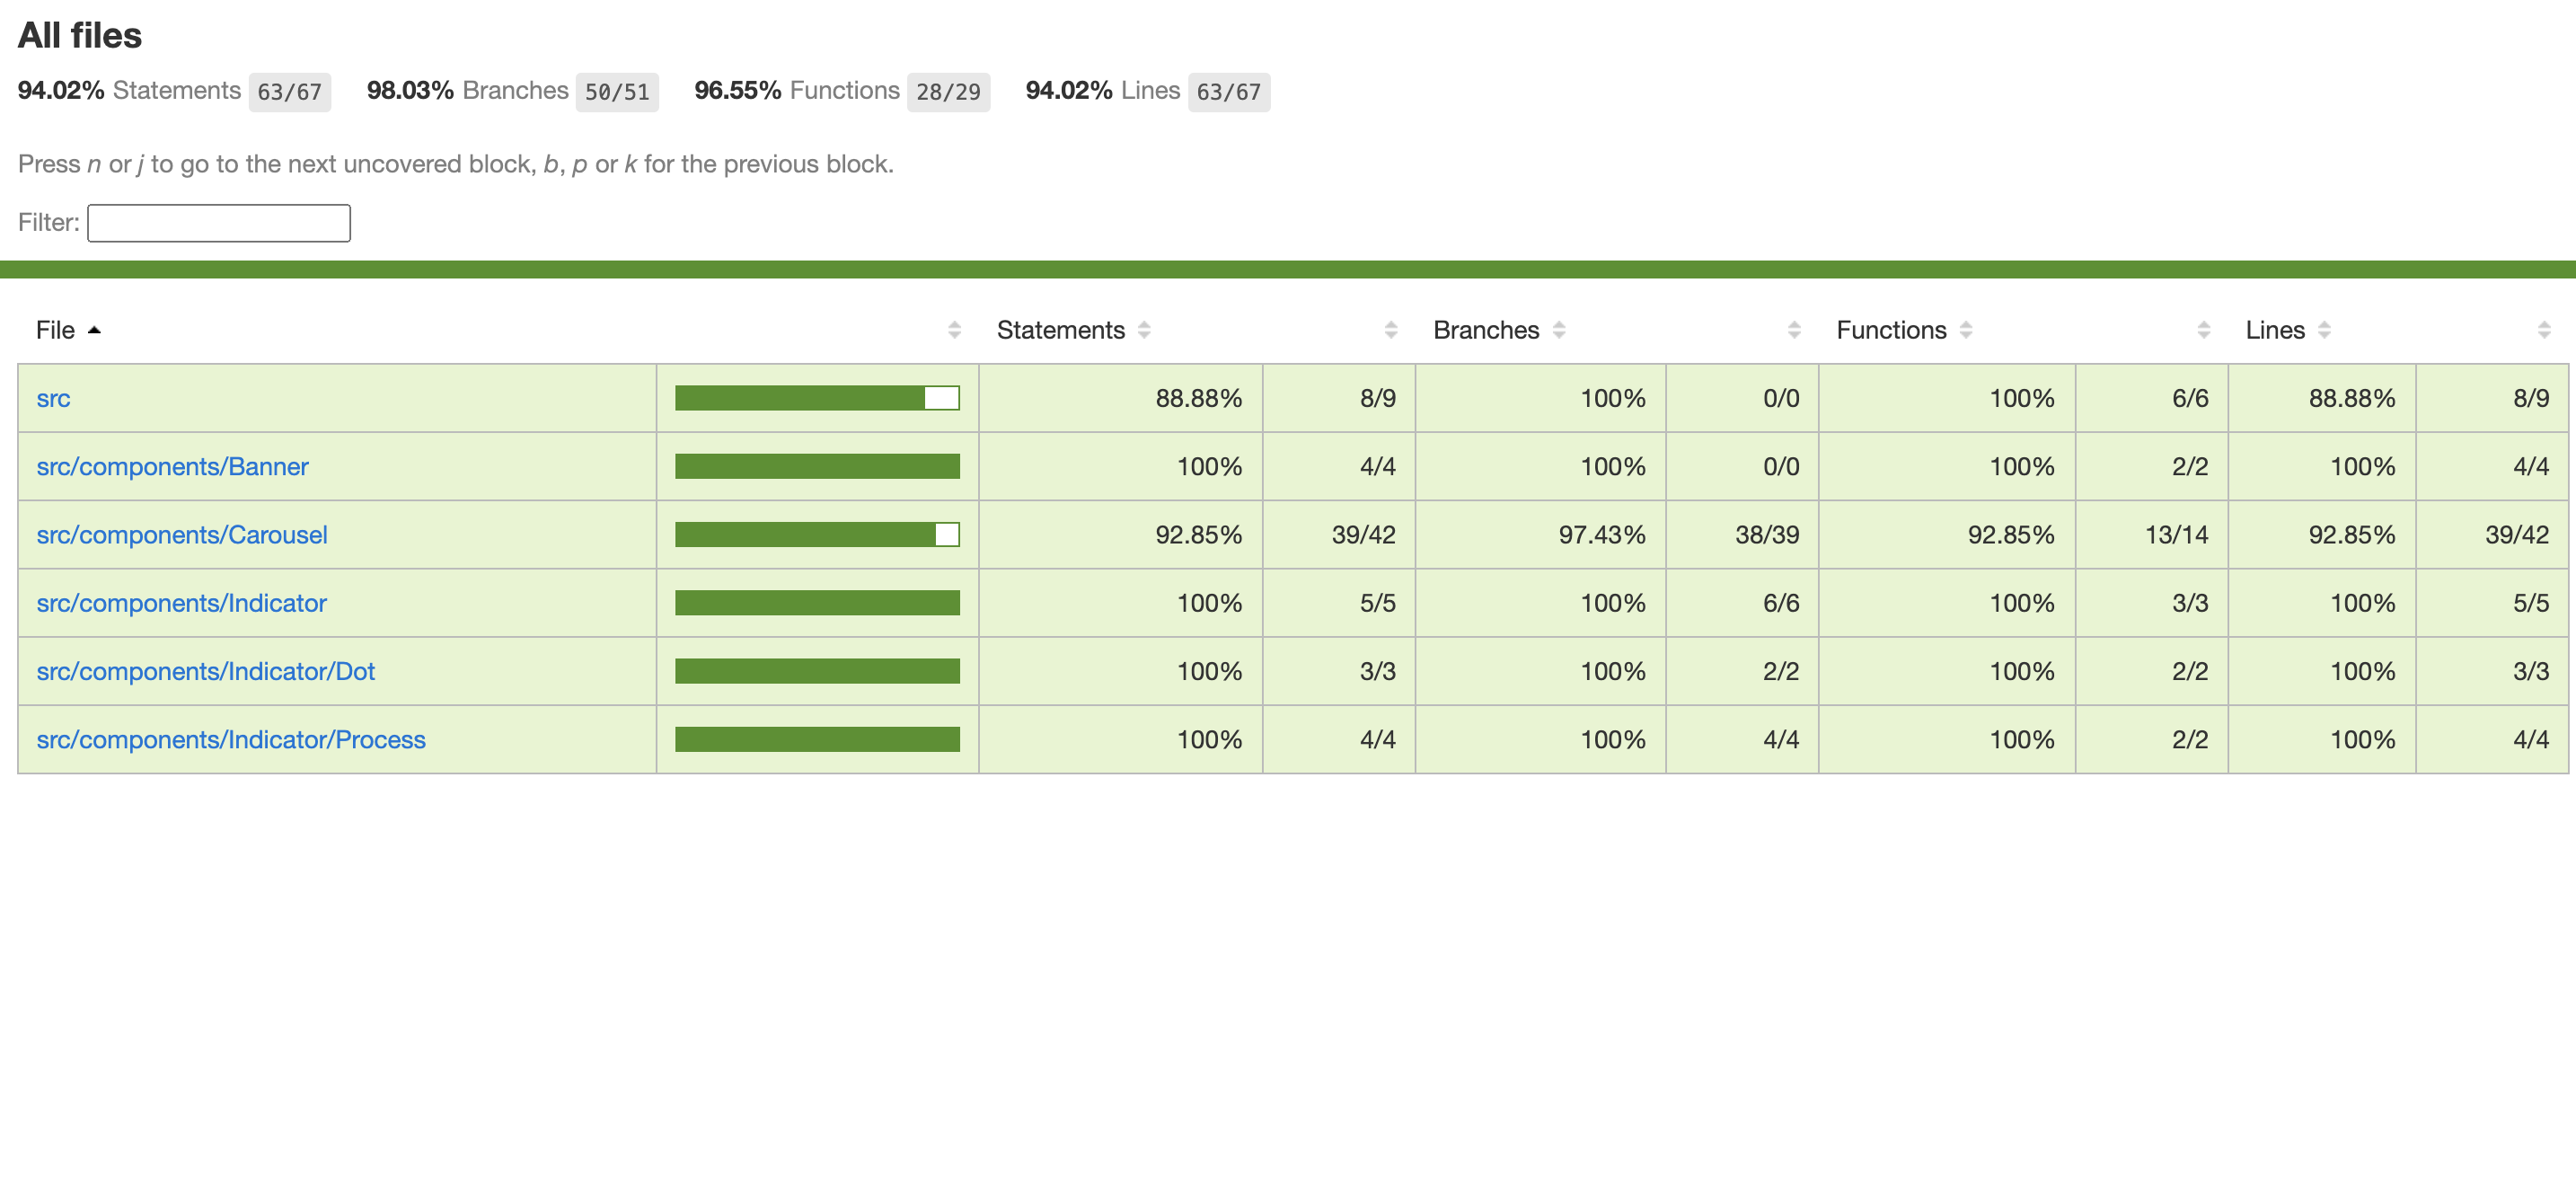 All files
94.02% Statements 63/67 98.03% Branches 50/51 96.55% Functions 28/29 94.02% Lines 63/67
Press n or j to go to the next uncovered block, b, p or k for the previous block.
Filter:
File Statements Branches Functions Lines
src 88.88% 8/9 100% 0/0 100% 6/6 88.88% 8/9
src/components/Banner 100% 4/4 100% 0/0 100% 2/2 100% 4/4
src/components/Carousel 92.85% 39/42 97.43% 38/39 92.85% 13/14 92.85% 39/42
src/components/Indicator 100% 5/5 100% 6/6 100% 3/3 100% 5/5
src/components/Indicator/Dot 100% 3/3 100% 2/2 100% 2/2 100% 3/3
src/components/Indicator/Process 100% 4/4 100% 4/4 100% 2/2 100% 4/4